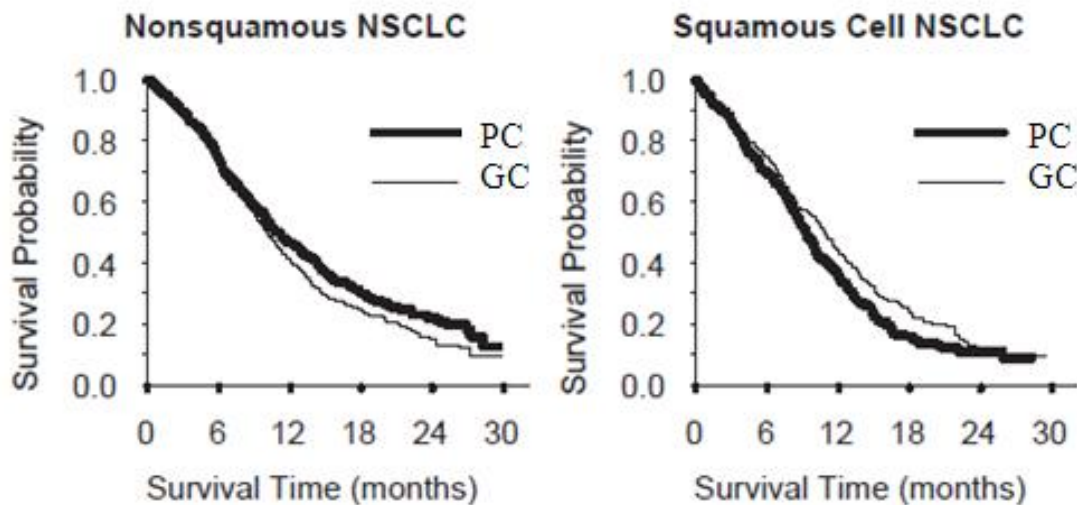 Nonsquamous NSCLC
Survival Probability
1.0
0.8
0.6
0.4
0.2
0.0
PC
GC
0 6 12 18 24 30
Survival Time (months)
Squamous Cell NSCLC
Survival Probability
1.0
0.8
0.6
0.4
0.2
0.0
PC
GC
0 6 12 18 24 30
Survival Time (months)